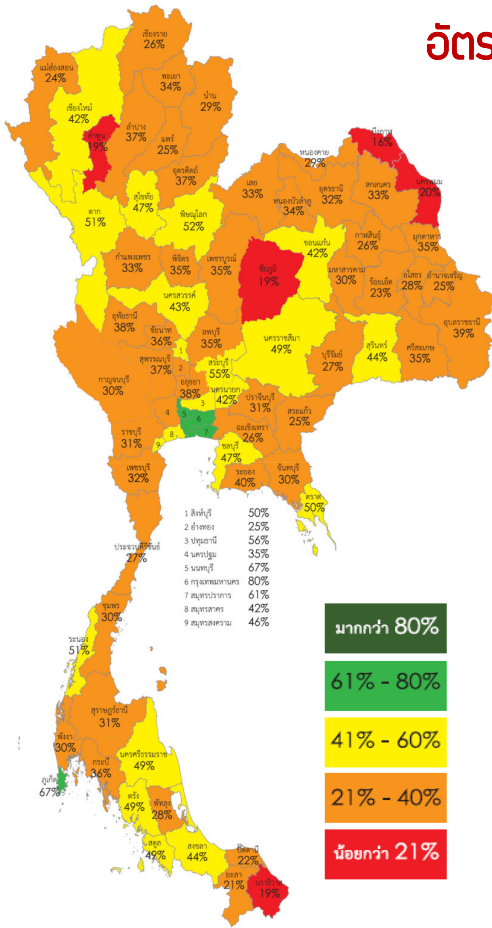 อัตร
เชียงราย
26%
แม่ฮ่องสอน
24%
พะเยา
34%
น่าน
29%
เชียงใหม่
42%
ลำพูน
19%
ลำปาง
37%
แพร่
25%
อุตรดิตถ์
37%
ตาก
51%
สุโขทัย
47%
พิษณุโลก
52%
กำแพงเพชร
33%
พิจิตร
35%
เพชรบูรณ์
35%
นครสวรรค์
43%
อุทัยธานี
38%
ชัยนาท
36%
ลพบุรี
35%
สุพรรณบุรี
37%
สระบุรี
55%
อยุธยา
38%
นครนายก
42%
กาญจนบุรี
30%
ราชบุรี
31%
เพชรบุรี
32%
ปราจีนบุรี
31%
สระแก้ว
25%
ฉะเชิงเทรา
26%
ชลบุรี
47%
ระยอง
40%
จันทบุรี
30%
ตราด
50%
บึงกาฬ
16%
หนองคาย
29%
นครพนม
20%
เลย
33%
หนองบัวลำภู
34%
อุดรธานี
32%
สกลนคร
33%
ขอนแก่น
42%
กาฬสินธุ์
26%
มุกดาหาร
35%
ชัยภูมิ
19%
มหาสารคาม
30%
ร้อยเอ็ด
23%
ยโสธร
28%
อำนาจเจริญ
25%
นครราชสีมา
49%
บุรีรัมย์
27%
สุรินทร์
44%
ศรีสะเกษ
35%
อุบลราชธานี
39%
1
2
3
4
5
6
7
8
9
1 สิงห์บุรี 50%
2 อ่างทอง 25%
3 ปทุมธานี 56%
4 นครปฐม 35%
5 นนทบุรี 67%
6 กรุงเทพมหานคร 80%
7 สมุทรปราการ 61%
8 สมุทรสาคร 42%
9 สมุทรสงคราม 46%
ประจวบคีรีขันธ์
27%
ชุมพร
30%
ระนอง
51%
สุราษฎร์ธานี
31%
พังงา
30%
กระบี่
36%
ภูเก็ต
67%
นครศรีธรรมราช
49%
ตรัง
49%
พัทลุง
28%
สตูล
49%
สงขลา
44%
ปัตตานี
22%
ยะลา
21%
นราธิวาส
19%
มากกว่า 80%
61% - 80%
41% - 60%
21% - 40%
น้อยกว่า 21%